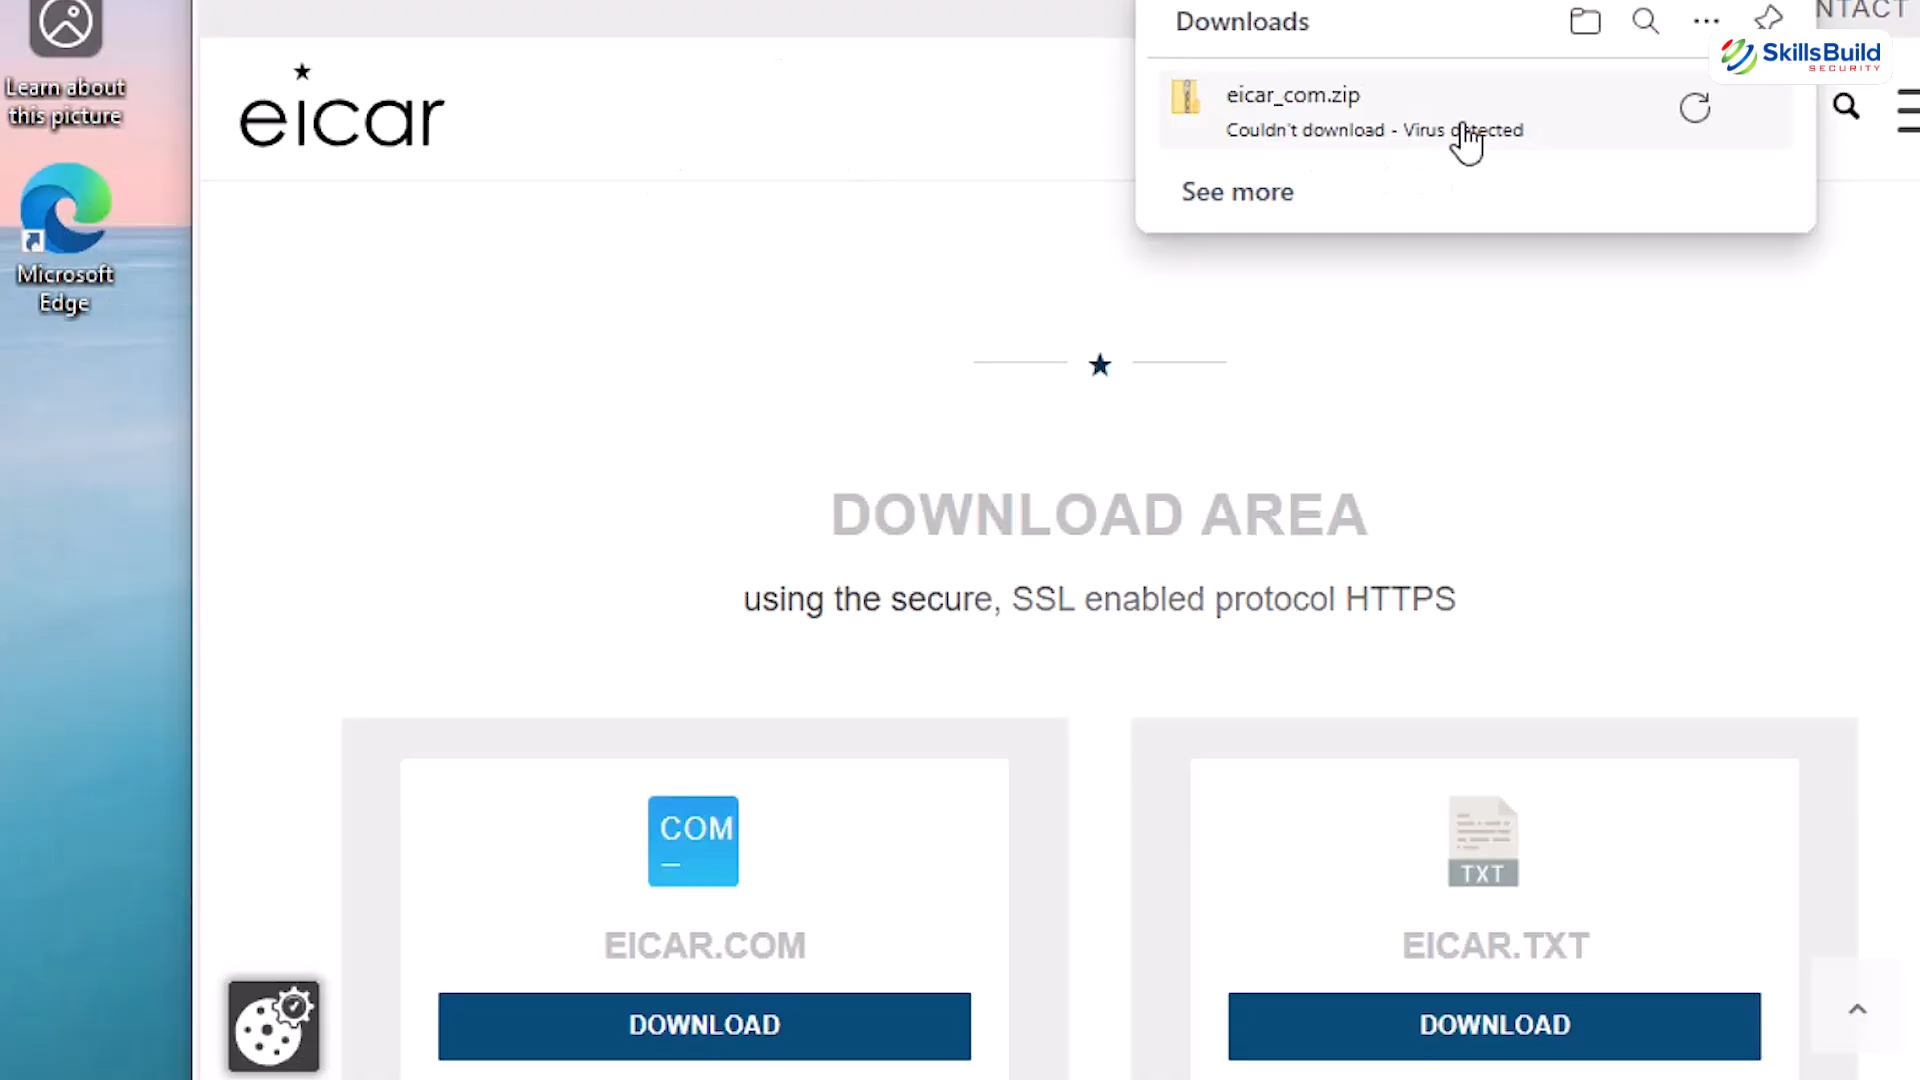 Learn about
this picture
Microsoft
Edge
eicar
Downloads
NTACT
SkillsBuild
SECURITY
eicar_com.zip
Couldn't download - Virus detected
See more
DOWNLOAD AREA
using the secure, SSL enabled protocol HTTPS
COM
TXT
EICAR.COM
EICAR.TXT
DOWNLOAD
DOWNLOAD